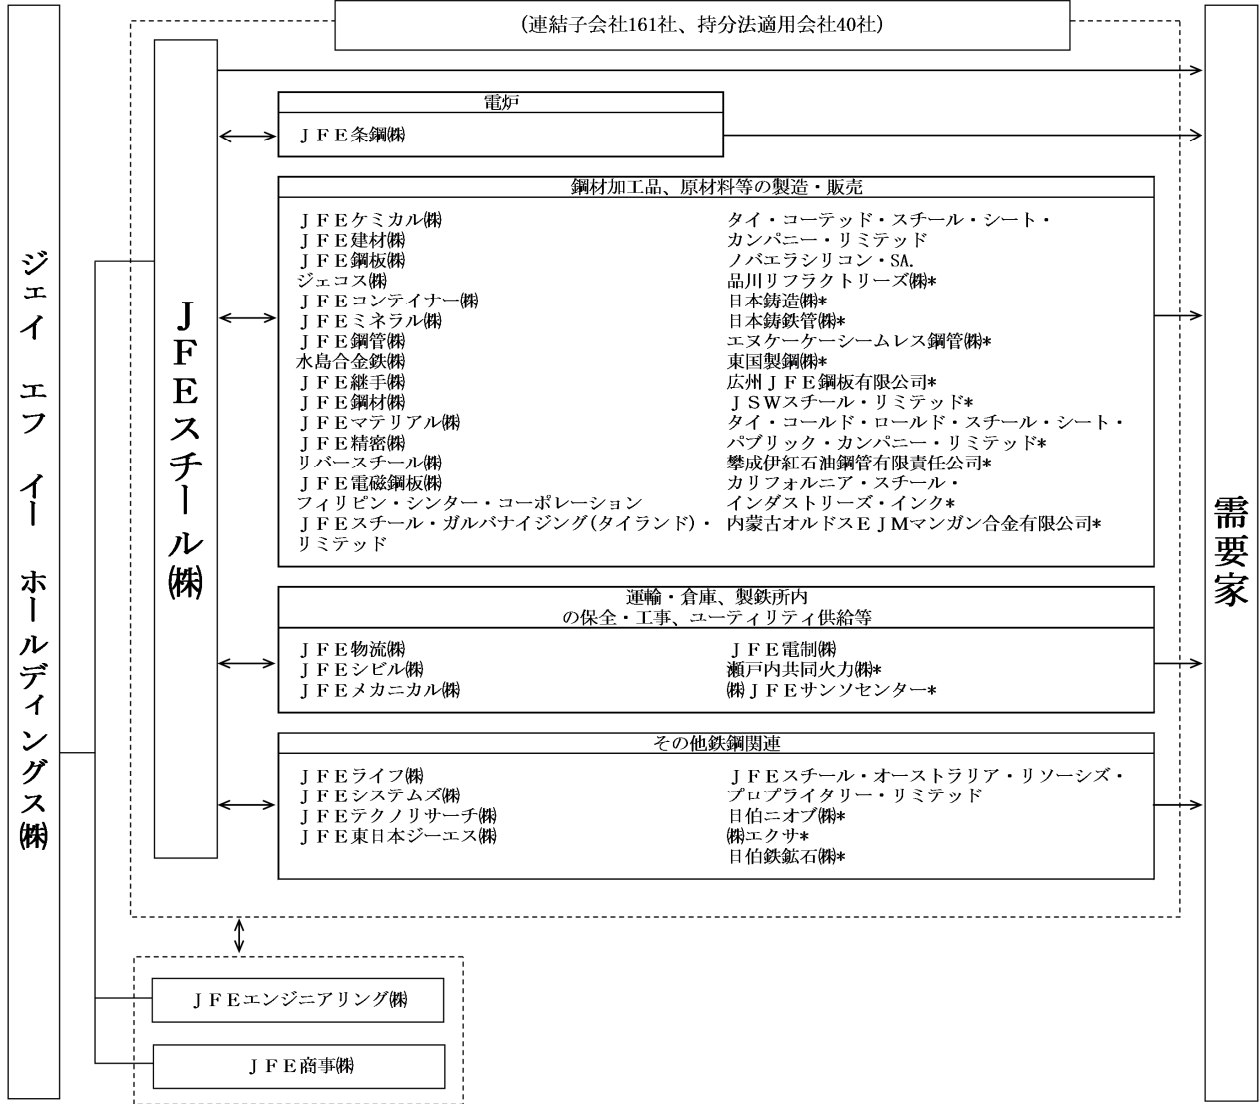 (連結子会社161社、持分法適用会社40社)
ジェイ エフ イー ホールディングス㈱
ＪＦＥスチール㈱
需要家
電炉
ＪＦＥ条鋼㈱
鋼材加工品、原材料等の製造・販売
ＪＦＥケミカル㈱
ＪＦＥ建材㈱
ＪＦＥ鋼板㈱
ジェコス㈱
ＪＦＥコンテイナー㈱
ＪＦＥミネラル㈱
ＪＦＥ鋼管㈱
水島合金鉄㈱
ＪＦＥ継手㈱
ＪＦＥ鋼材㈱
ＪＦＥマテリアル㈱
ＪＦＥ精密㈱
リバースチール㈱
ＪＦＥ電磁鋼板㈱
フィリピン・シンター・コーポレーション
ＪＦＥスチール・ガルバナイジング(タイランド)・
リミテッド
タイ・コーテッド・スチール・シート・
カンパニー・リミテッド
ノバエラシリコン・SA.
品川リフラクトリーズ㈱*
日本鋳造㈱*
日本鋳鉄管㈱*
エヌケーケーシームレス鋼管㈱*
東国製鋼㈱*
広州ＪＦＥ鋼板有限公司*
ＪＳＷスチール・リミテッド*
タイ・コールド・ロールド・スチール・シート・
パブリック・カンパニー・リミテッド*
攀成伊紅石油鋼管有限責任公司*
カリフォルニア・スチール・
インダストリーズ・インク*
内蒙古オルドスＥＪＭマンガン合金有限公司*
運輸・倉庫、製鉄所内
の保全・工事、ユーティリティ供給等
ＪＦＥ物流㈱
ＪＦＥシビル㈱
ＪＦＥメカニカル㈱
ＪＦＥ電制㈱
瀬戸内共同火力㈱*
㈱ＪＦＥサンソセンター*
その他鉄鋼関連
ＪＦＥライフ㈱
ＪＦＥシステムズ㈱
ＪＦＥテクノリサーチ㈱
ＪＦＥ東日本ジーエス㈱
ＪＦＥスチール・オーストラリア・リソーシズ・
プロプライタリー・リミテッド
日伯ニオブ㈱*
㈱エクサ*
日伯鉄鉱石㈱*
ＪＦＥエンジニアリング㈱
ＪＦＥ商事㈱